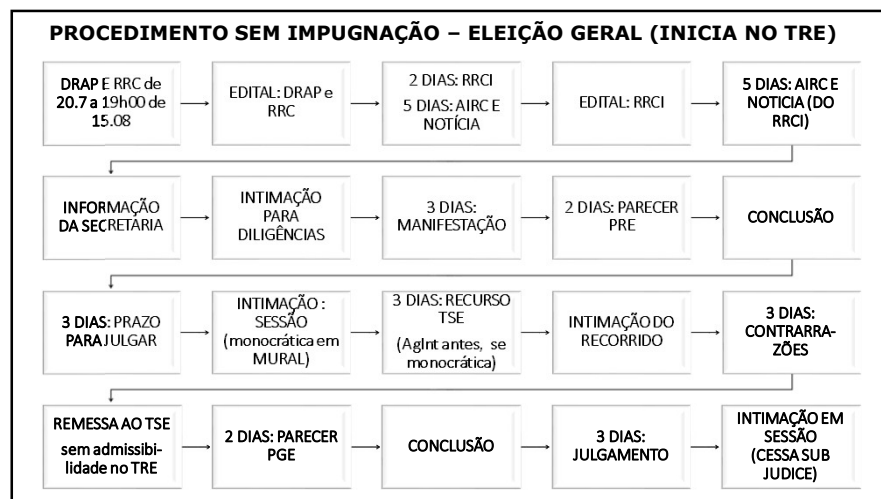 PROCEDIMENTO SEM IMPUGNAÇÃO – ELEIÇÃO GERAL (INICIA NO TRE)
DRAP E RRC de
20.7 a 19h00 de
15.08
EDITAL: DRAP e
RRC
2 DIAS: RRCI
5 DIAS: AIRC E
NOTÍCIA
EDITAL: RRCI
5 DIAS: AIRC E
NOTICIA (DO
RRCI)
INFORMAÇÃO
DA SECRETARIA
INTIMAÇÃO
PARA
DILIGÊNCIAS
3 DIAS:
MANIFESTAÇÃO
2 DIAS: PARECER
PRE
CONCLUSÃO
3 DIAS: PRAZO
PARA JULGAR
INTIMAÇÃO :
SESSÃO
(monocrática em
MURAL)
3 DIAS: RECURSO
TSE
(AgInt antes, se
monocrática)
INTIMAÇÃO DO
RECORRIDO
3 DIAS:
CONTRARRA-
ZÕES
REMESSA AO TSE
sem admissibi-
lidade no TRE
2 DIAS: PARECER
PGE
CONCLUSÃO
3 DIAS:
JULGAMENTO
INTIMAÇÃO EM
SESSÃO
(CESSA SUB
JUDICE)